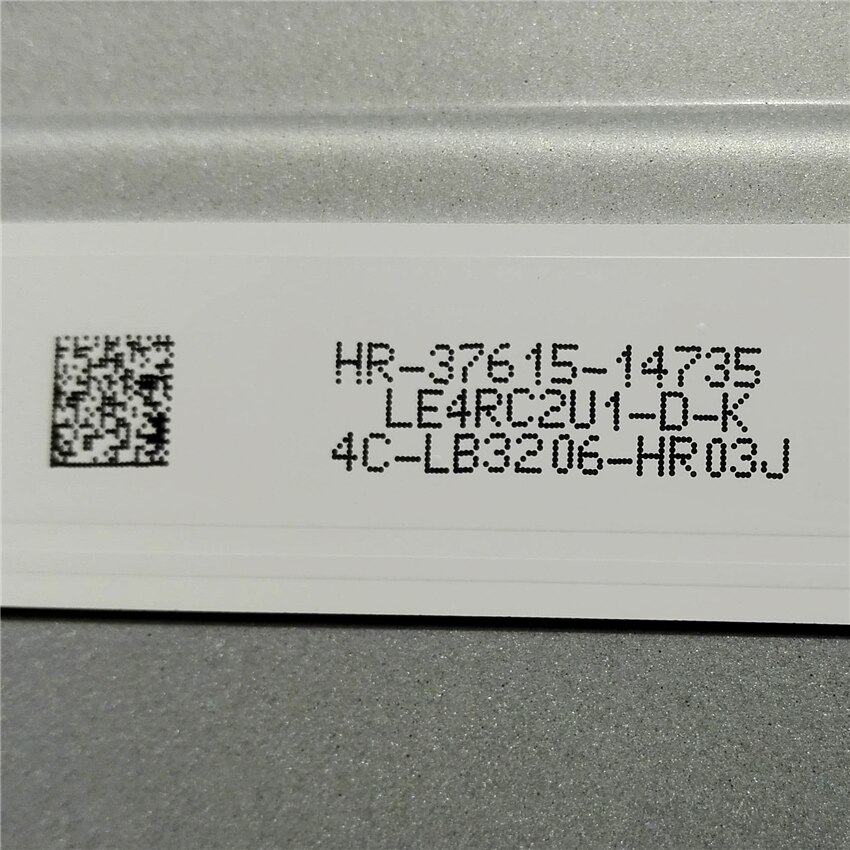 HR-37615-14735
LE4RC2U1-D-K
4C-LB3206-HR03J